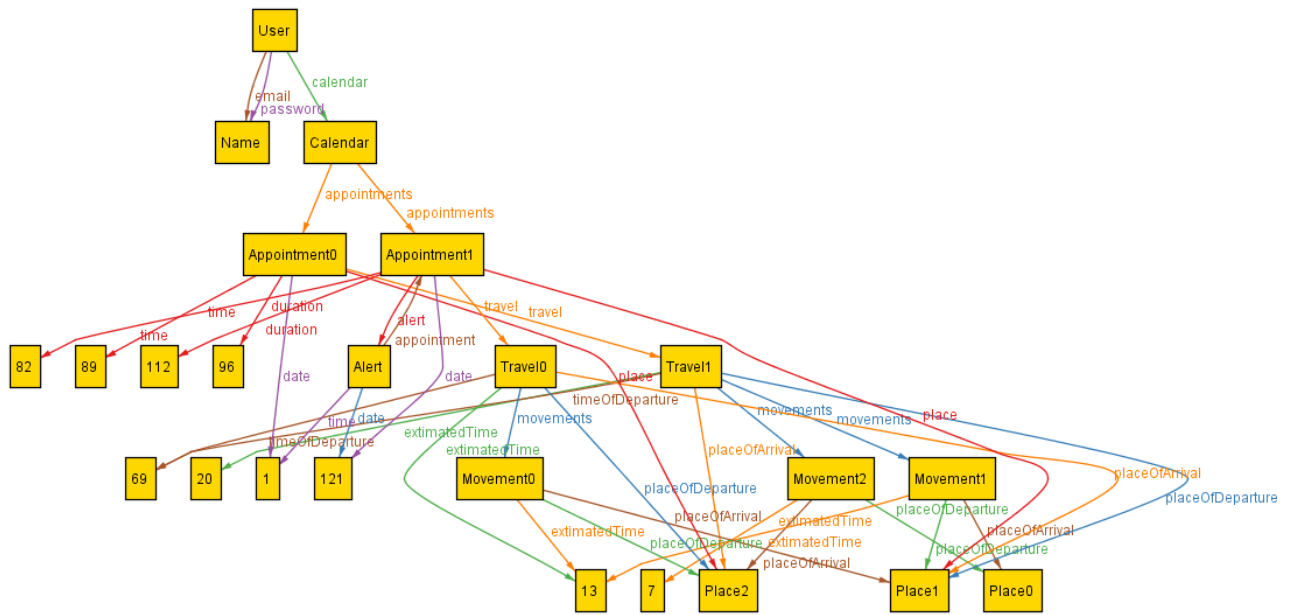 User
calendar
email
password
Name
Calendar
appointments
appointments
Appointment0
Appointment1
time
duration
travel
travel
time
duration
alert
appointment
82
89
112
96
Alert
Travel0
Travel1
date
date
place
place
timeOfDeparture
movements
movements
time
date
extimatedTime
timeOfDeparture
extimatedTime
placeOfArrival
placeOfArrival
69
20
1
121
Movement0
Movement2
Movement1
placeOfDeparture
placeOfDeparture
placeOfDeparture
placeOfArrival
extimatedTime
placeOfArrival
extimatedTime
placeOfDeparture
extimatedTime
placeOfDeparture
placeOfArrival
13
7
Place2
Place1
Place0